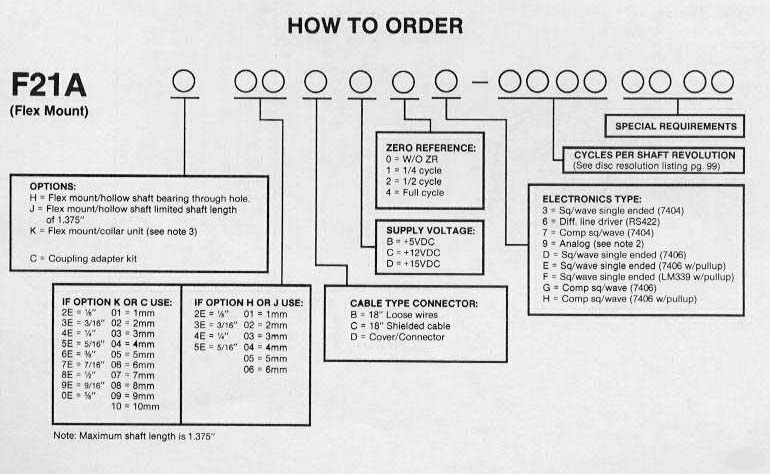 HOW TO ORDER
F21A
(Flex Mount)
SPECIAL REQUIREMENTS
CYCLES PER SHAFT REVOLUTION
(See disc resolution listing pg. 99)
ZERO REFERENCE:
0 = W/O ZR
1 = 1/4 cycle
2 = 1/2 cycle
4 = Full cycle
OPTIONS:
H = Flex mount/hollow shaft bearing through hole.
J = Flex mount/hollow shaft limited shaft length
of 1.375"
K = Flex mount/collar unit (see note 3)
C = Coupling adapter kit
SUPPLY VOLTAGE:
B = +5VDC
C = +12VDC
D = +15VDC
ELECTRONICS TYPE:
3 = Sq/wave single ended (7404)
6 = Diff. line driver (RS422)
7 = Comp sq/wave (7404)
9 = Analog (see note 2)
D = Sq/wave single ended (7406)
E = Sq/wave single ended (7406 w/pullup)
F = Sq/wave single ended (LM339 w/pullup)
G = Comp sq/wave (7406)
H = Comp sq/wave (7406 w/pullup)
IF OPTION K OR C USE:
2E = ⅛" 01 = 1mm
3E = 3/16" 02 = 2mm
4E = ¼" 03 = 3mm
5E = 5/16" 04 = 4mm
6E = ⅜" 05 = 5mm
7E = 7/16" 06 = 6mm
8E = ½" 07 = 7mm
9E = 9/16" 08 = 8mm
0E = ⅝" 09 = 9mm
10 = 10mm
IF OPTION H OR J USE:
2E = ⅛" 01 = 1mm
3E = 3/16" 02 = 2mm
4E = ¼" 03 = 3mm
5E = 5/16" 04 = 4mm
05 = 5mm
06 = 6mm
CABLE TYPE CONNECTOR:
B = 18" Loose wires
C = 18" Shielded cable
D = Cover/Connector
Note: Maximum shaft length is 1.375"